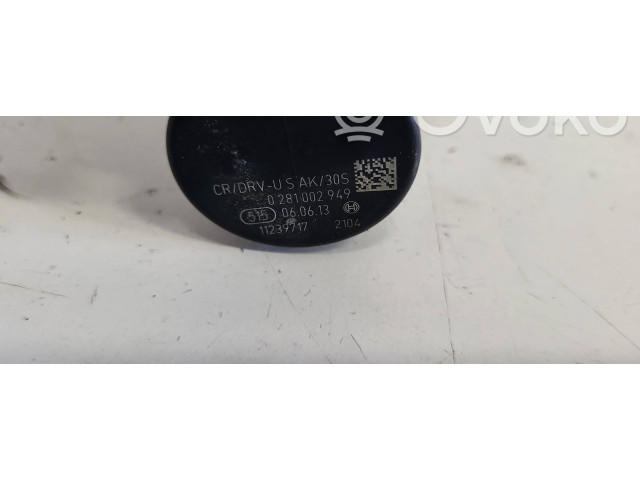 Ovoko
CR/DRV-U S AK/30S
0 281 002 949
515 06.06.13
11239717 2104